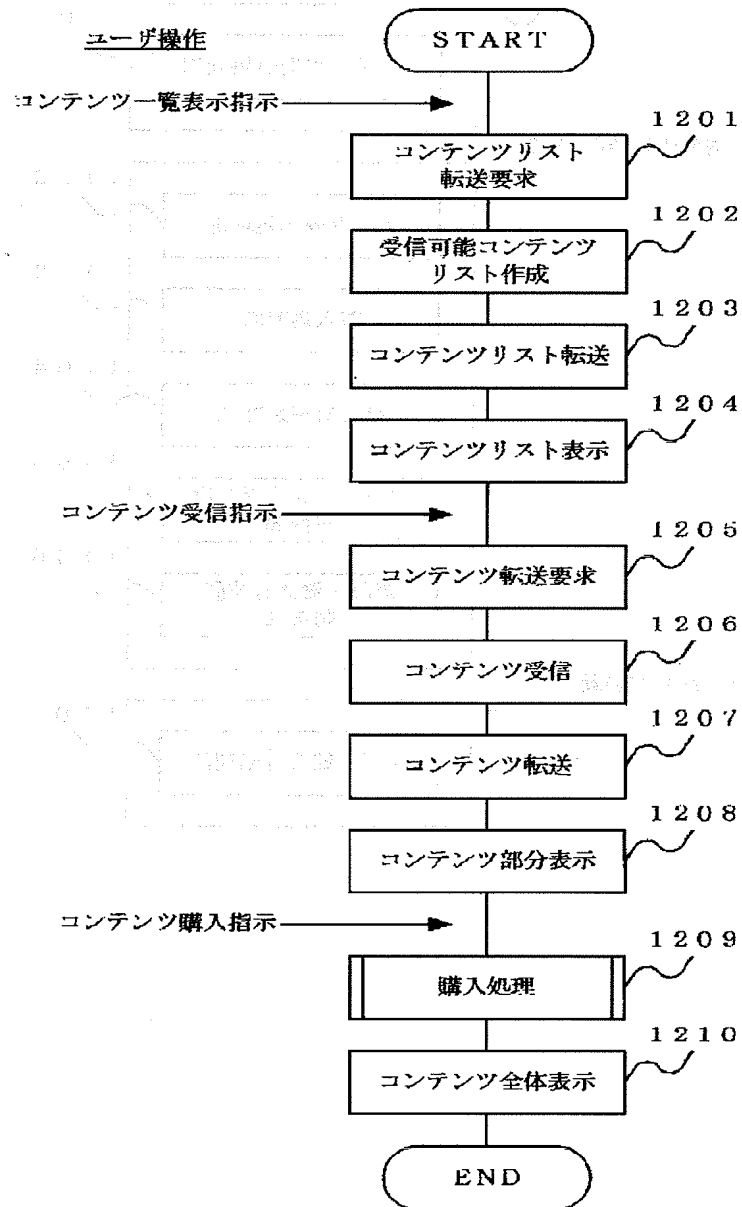 ユーザ操作
START
コンテンツ一覧表示指示
1201
コンテンツリスト
転送要求
1202
受信可能コンテンツ
リスト作成
1203
コンテンツリスト転送
1204
コンテンツリスト表示
コンテンツ受信指示
1205
コンテンツ転送要求
1206
コンテンツ受信
1207
コンテンツ転送
1208
コンテンツ部分表示
コンテンツ購入指示
1209
購入処理
1210
コンテンツ全体表示
END